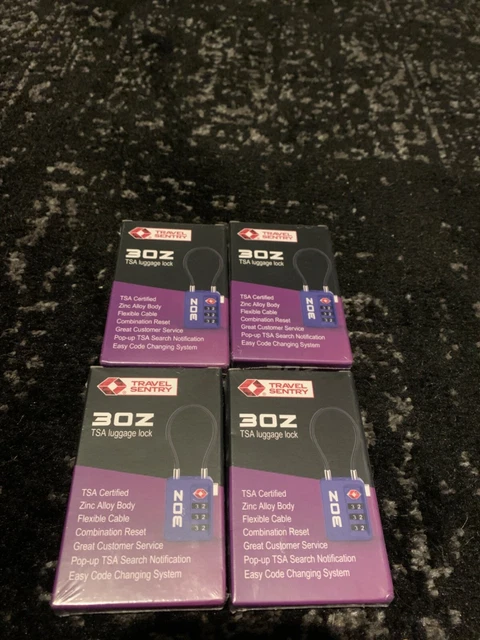 TRAVEL
SENTRY
3OZ
TSA luggage lock
TSA Certified
Zinc Alloy Body
Flexible Cable
Combination Reset
Great Customer Service
Pop-up TSA Search Notification
Easy Code Changing System
3OZ
TRAVEL
SENTRY
3OZ
TSA luggage lock
TSA Certified
Zinc Alloy Body
Flexible Cable
Combination Reset
Great Customer Service
Pop-up TSA Search Notification
Easy Code Changing System
3OZ
TRAVEL
SENTRY
3OZ
TSA luggage lock
TSA Certified
Zinc Alloy Body
Flexible Cable
Combination Reset
Great Customer Service
Pop-up TSA Search Notification
Easy Code Changing System
3OZ
TRAVEL
SENTRY
3OZ
TSA luggage lock
TSA Certified
Zinc Alloy Body
Flexible Cable
Combination Reset
Great Customer Service
Pop-up TSA Search Notification
Easy Code Changing System
3OZ